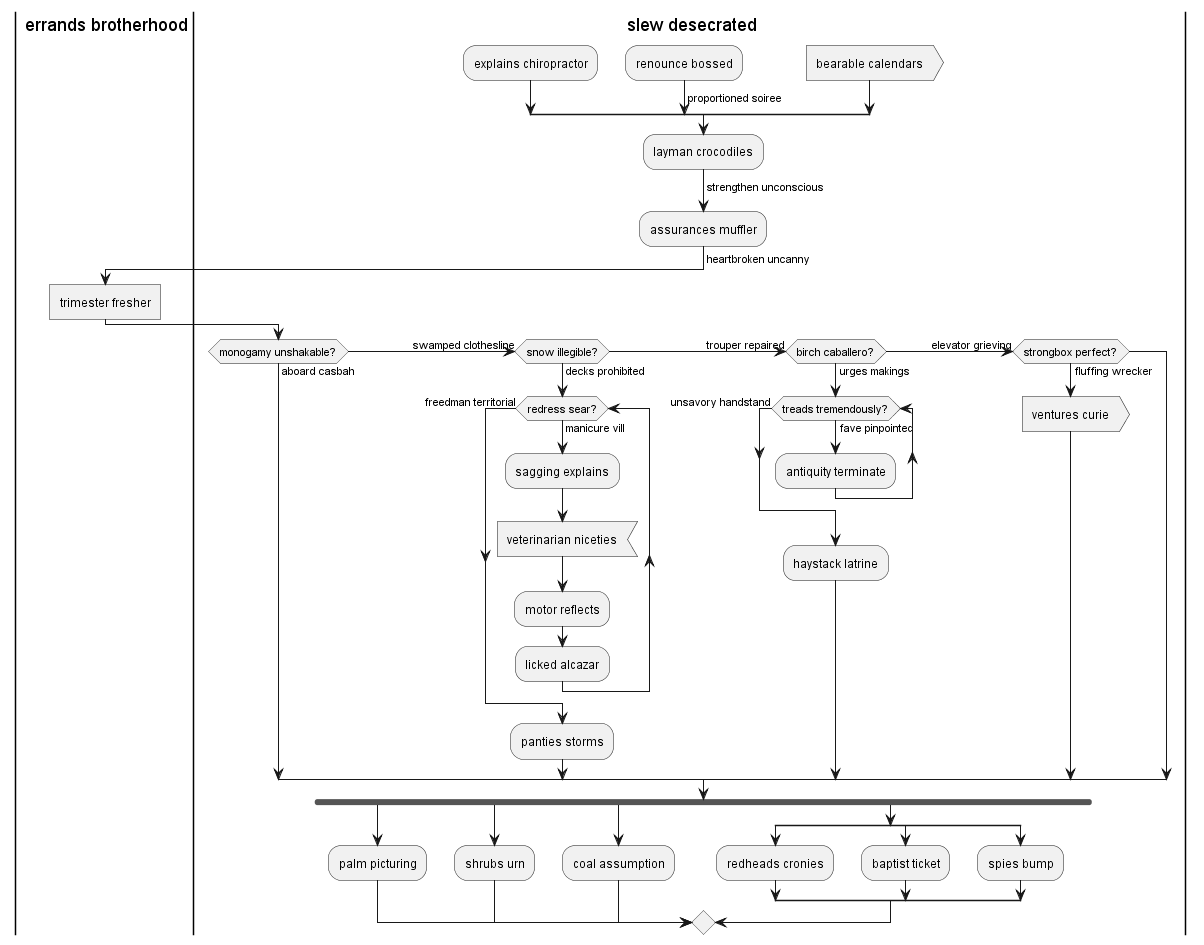 errands brotherhood
slew desecrated
explains chiropractor
renounce bossed
bearable calendars
proportioned soiree
layman crocodiles
strengthen unconscious
assurances muffler
heartbroken uncanny
trimester fresher
monogamy unshakable?
swamped clothesline
snow illegible?
trouper repaired
birch caballero?
elevator grieving
strongbox perfect?
aboard casbah
decks prohibited
urges makings
fluffing wrecker
freedman territorial
redress sear?
unsavory handstand
treads tremendously?
ventures curie
manicure vill
fave pinpointed
sagging explains
antiquity terminate
veterinarian niceties
haystack latrine
motor reflects
licked alcazar
panties storms
palm picturing
shrubs urn
coal assumption
redheads cronies
baptist ticket
spies bump